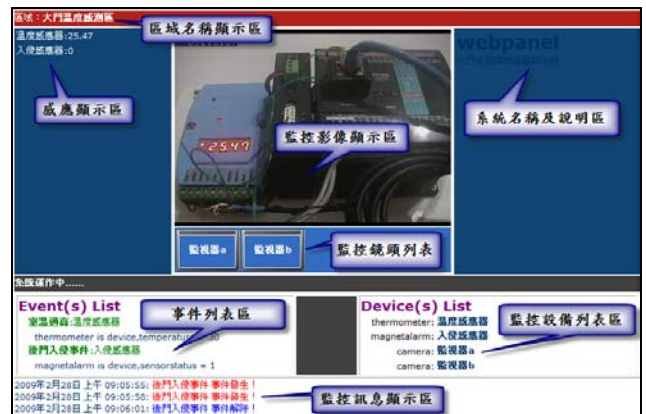 區域：大門溫度感測區
區域名稱顯示區
溫度感應器:25.47
入侵感應器:0
webpanel
感應顯示區
系統名稱及說明區
25.47
監控影像顯示區
監視器a 監視器b
監控鏡頭列表
系統運作中......
Event(s) List
室溫過高:溫度感應器
thermometer is device,temperatus 30
後門入侵事件:入侵感應器
magnetalarm is device,sensorstatus = 1
事件列表區
Device(s) List
thermometer: 溫度感應器
magnetalarm: 入侵感應器
camera: 監視器a
camera: 監視器b
監控設備列表區
2009年2月28日 上午 09:05:55: 後門入侵事件 事件發生！
2009年2月28日 上午 09:05:58: 後門入侵事件 事件發生！
2009年2月28日 上午 09:06:01: 後門入侵事件 事件解除！
監控訊息顯示區